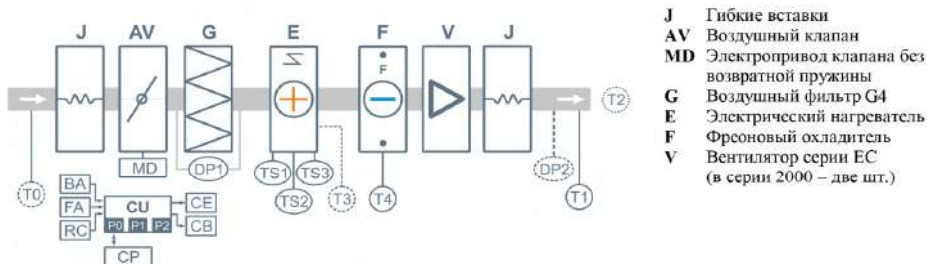 J AV G E F V J
F
T2
MD DP1 TS1 TS3 DP2
T0 TS2 T3 T4 T1
BA
FA CU CE
RC P0 P1 P2 CB
CP
J Гибкие вставки
AV Воздушный клапан
MD Электропривод клапана без
возвратной пружины
G Воздушный фильтр G4
E Электрический нагреватель
F Фреоновый охладитель
V Вентилятор серии EC
(в серии 2000 – две шт.)